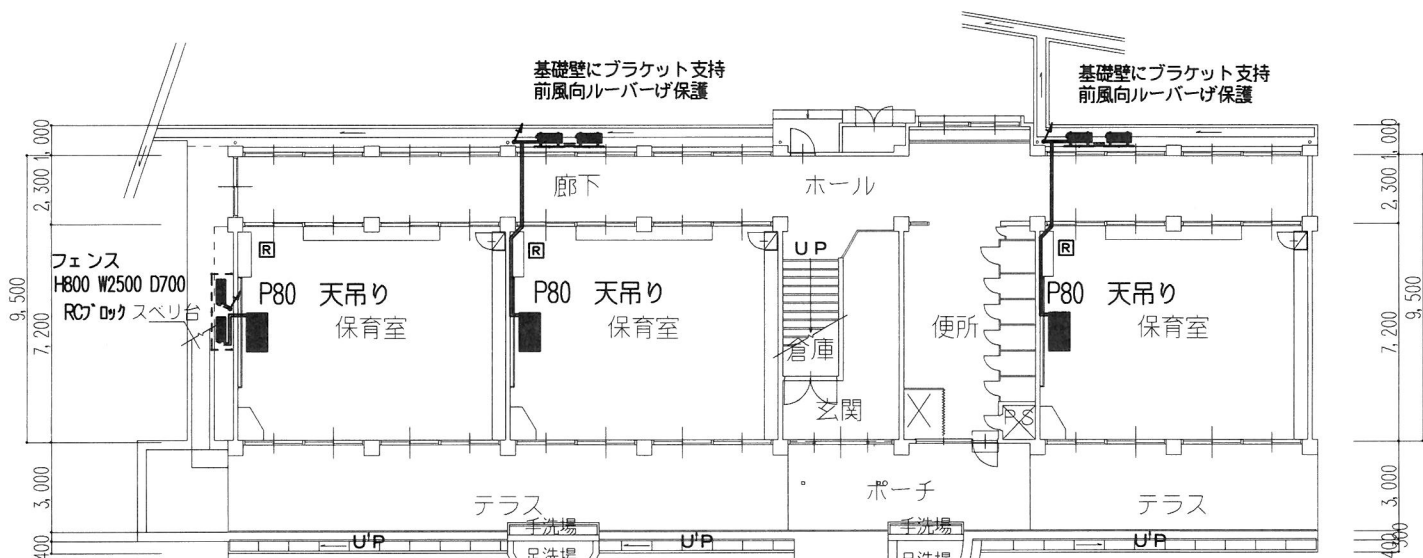 基礎壁にブラケット支持
前風向ルーバーげ保護
基礎壁にブラケット支持
前風向ルーバーげ保護
1,000
2,300
9,500
7,200
3,000
400
廊下
ホール
1,000
2,300
9,500
7,200
3,000
フェンス
H800 W2500 D700
RCブロック スベリ台
R
P80 天吊り
保育室
R
P80 天吊り
保育室
UP
倉庫
玄関
便所
PS
R
P80 天吊り
保育室
テラス
ポーチ
テラス
手洗場
足洗場
手洗場
足洗場
UP
UP
UP